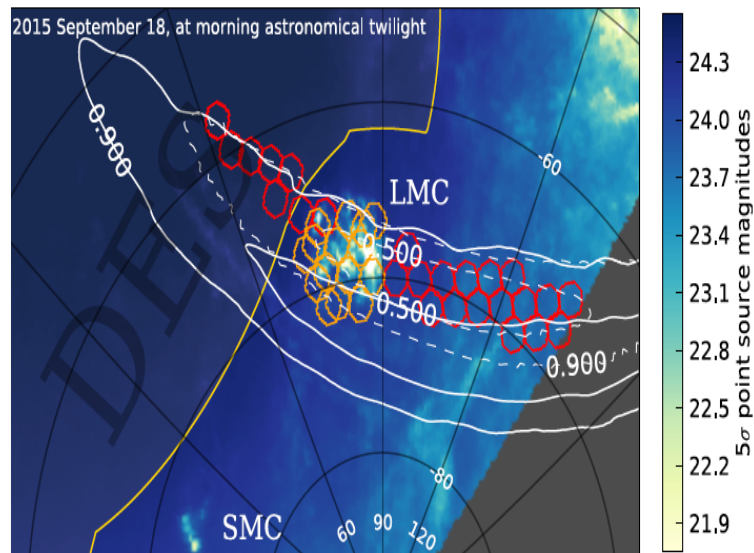 2015 September 18, at morning astronomical twilight
0.900
DES
-60
LMC
0.500
0.500
0.900
-80
SMC
60 90 120
24.3
24.0
23.7
23.4
23.1
22.8
22.5
22.2
21.9
5σ point source magnitudes